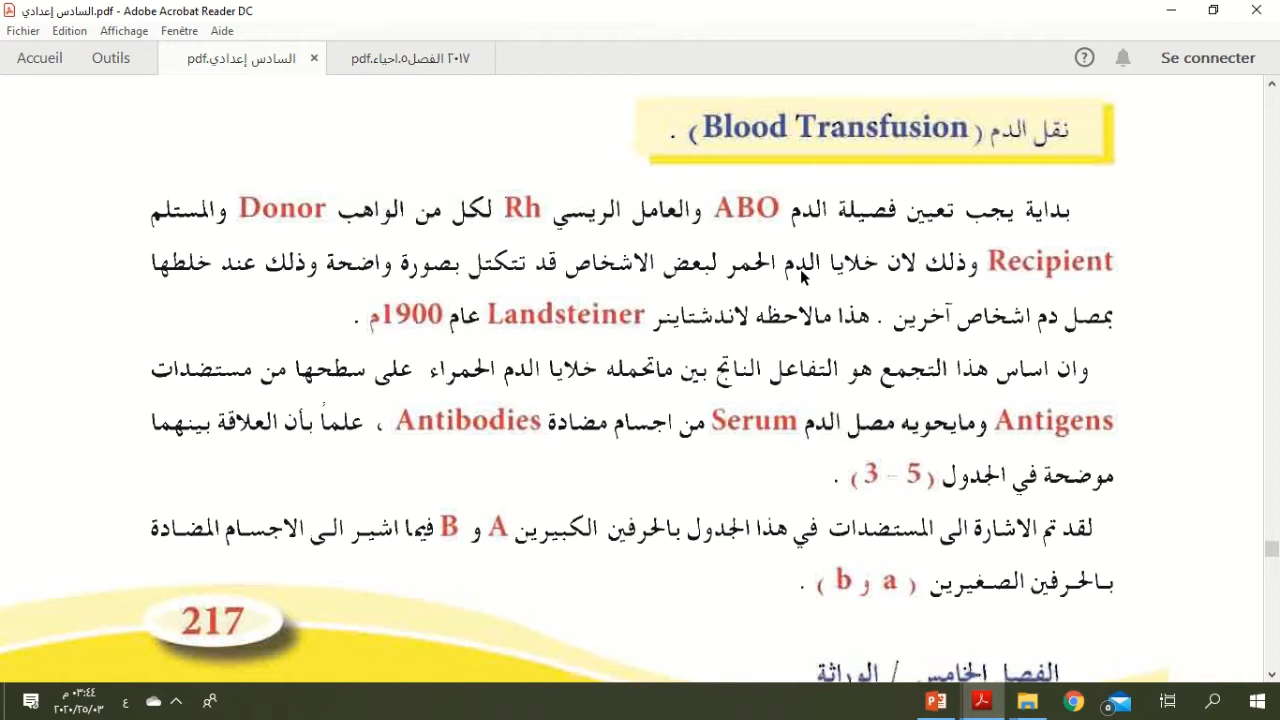 السادس إعدادي.pdf - Adobe Acrobat Reader DC
Fichier Edition Affichage Fenêtre Aide
Accueil Outils السادس إعدادي.pdf × ٢٠١٧ الفصل٥.احياء.pdf ? Se connecter
نقل الدم ( Blood Transfusion ) .
بداية يجب تعيين فصيلة الدم ABO والعامل الريسي Rh لكل من الواهب Donor والمستلم
Recipient وذلك لان خلايا الدم الحمر لبعض الاشخاص قد تتكتل بصورة واضحة وذلك عند خلطها
بمصل دم اشخاص آخرين . هذا مالاحظه لاندشتاينر Landsteiner عام 1900م .
وان اساس هذا التجمع هو التفاعل الناتج بين ماتحمله خلايا الدم الحمراء على سطحها من مستضدات
Antigens ومايحويه مصل الدم Serum من اجسام مضادة Antibodies ، علماً بأن العلاقة بينهما
موضحة في الجدول ( 5 – 3 ) .
لقد تم الاشارة الى المستضدات في هذا الجدول بالحرفين الكبيرين A و B فيما اشير الى الاجسام المضادة
بالحرفين الصغيرين ( a و b ) .
217
الفصل الخامس / الوراثة
٠٣:٤٤ م
٢٠٢٠/٢٥/٠٣
ع